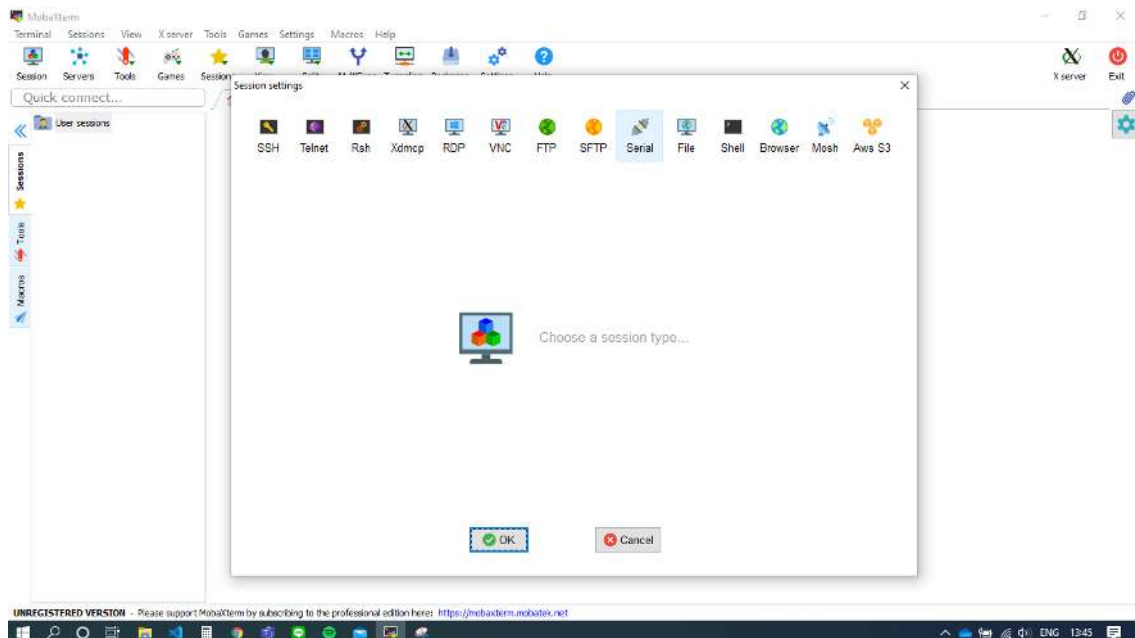 MobaXterm
Terminal Sessions View X server Tools Games Settings Macros Help
Session Servers Tools Games X server Exit
Quick connect...
User sessions
Sessions
Tools
Macros
Session settings
SSH Telnet Rsh Xdmcp RDP VNC FTP SFTP Serial File Shell Browser Mosh Aws S3
Choose a session type...
OK Cancel
UNREGISTERED VERSION - Please support MobaXterm by subscribing to the professional edition here: https://mobaxterm.mobatek.net
ENG 13:45